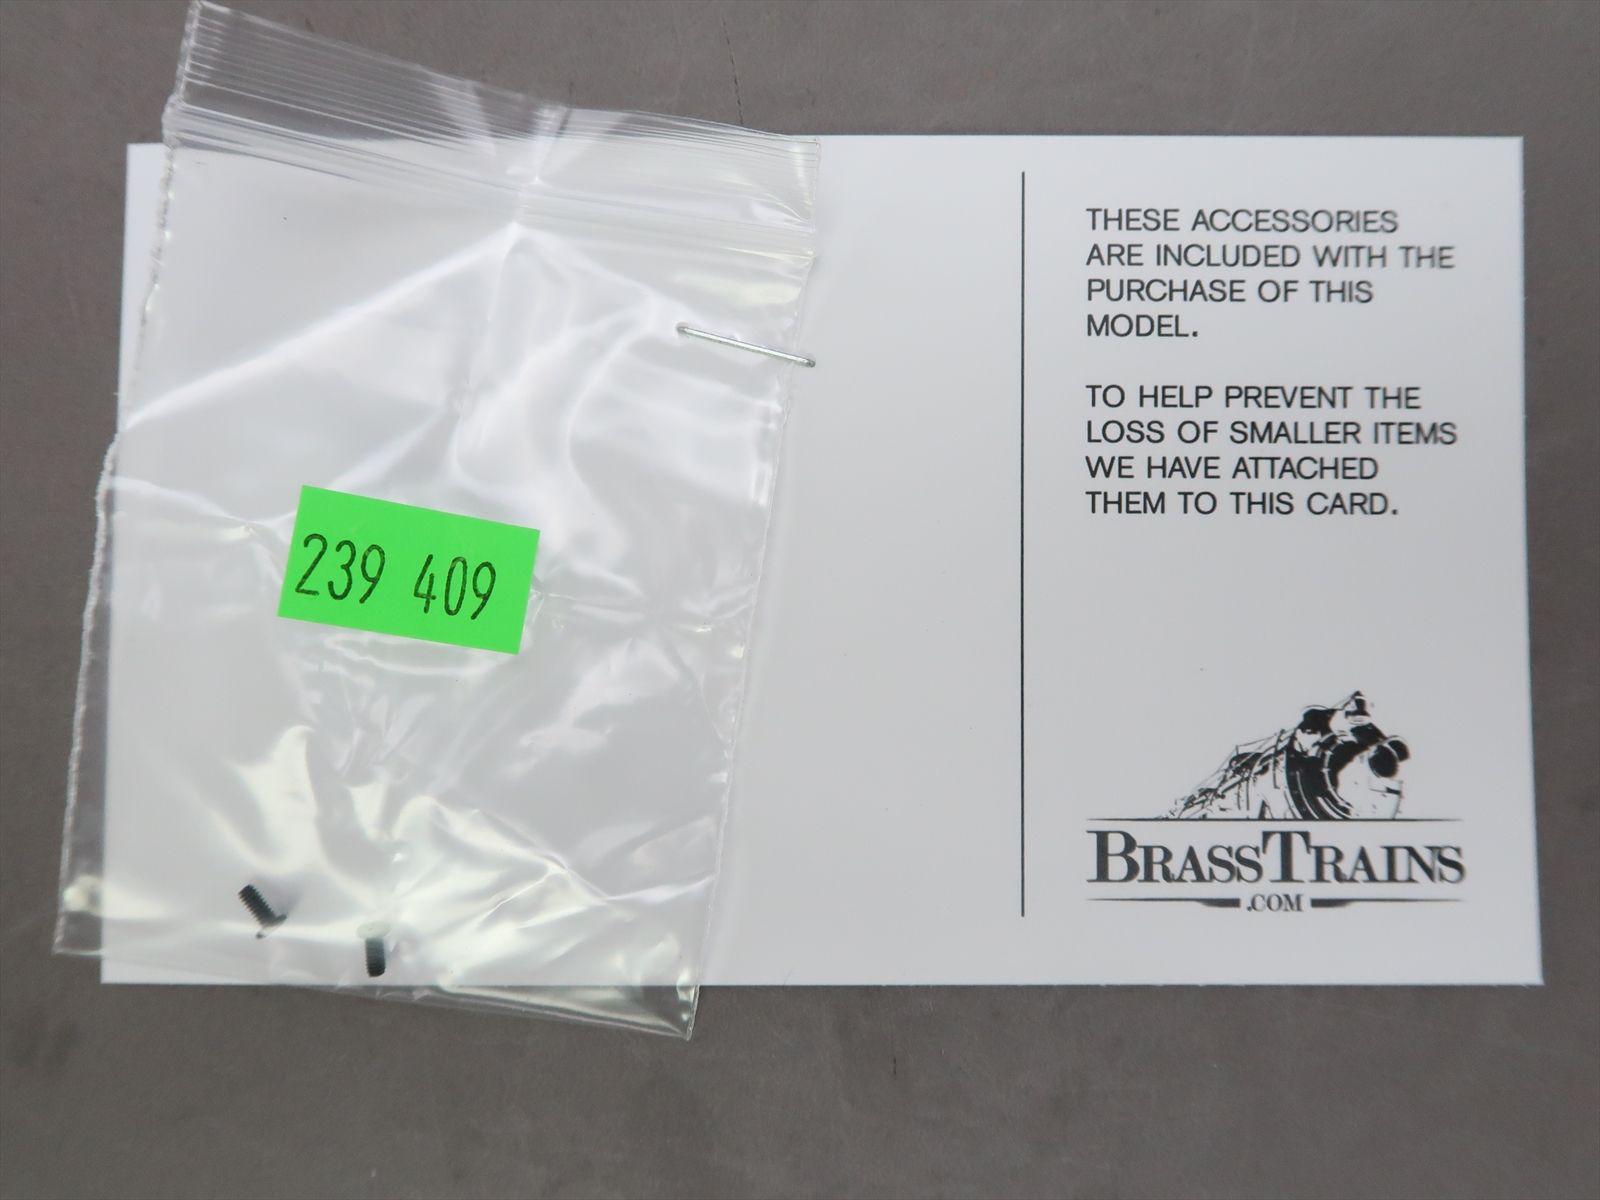 239 409
THESE ACCESSORIES
ARE INCLUDED WITH THE
PURCHASE OF THIS
MODEL.
TO HELP PREVENT THE
LOSS OF SMALLER ITEMS
WE HAVE ATTACHED
THEM TO THIS CARD.
BRASSTRAINS
.COM